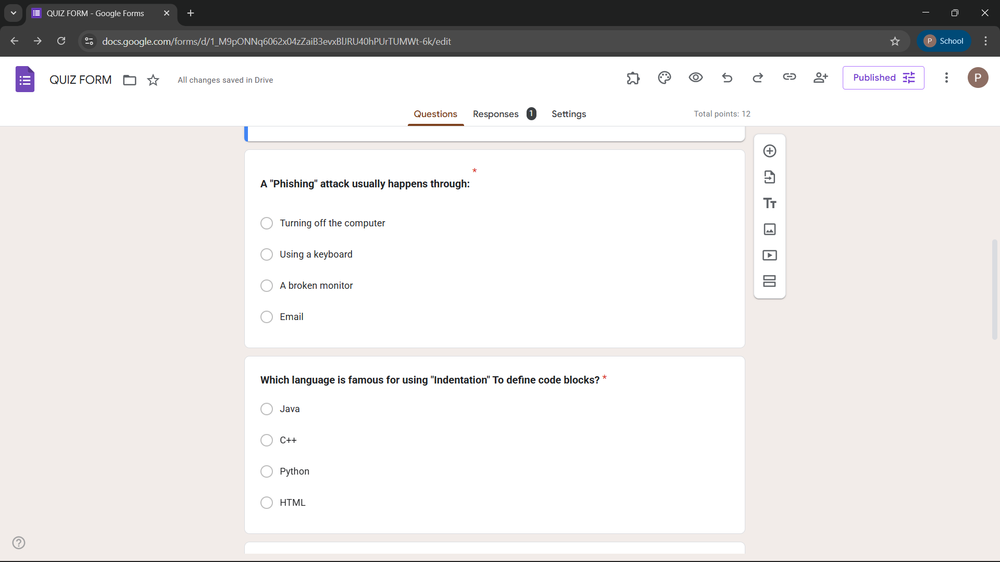 QUIZ FORM - Google Forms
docs.google.com/forms/d/1_M9pONNq6062x04zZaiB3evxBlJRU40hPUrTUMWt-6k/edit
P School
QUIZ FORM
All changes saved in Drive
Published
P
Questions
Responses 1
Settings
Total points: 12
A "Phishing" attack usually happens through: *
Turning off the computer
Using a keyboard
A broken monitor
Email
Tт
Which language is famous for using "Indentation" To define code blocks? *
Java
C++
Python
HTML